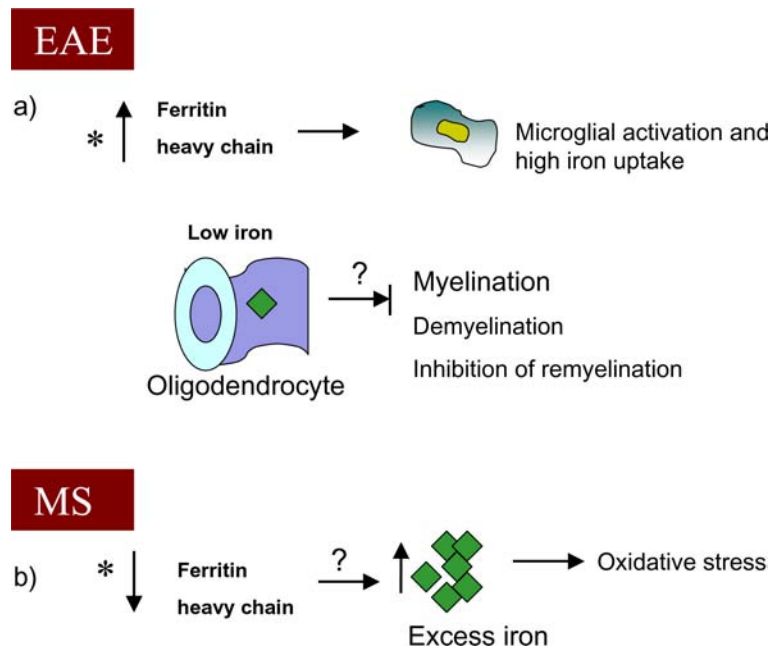 EAE
a)
* Ferritin
heavy chain
Microglial activation and
high iron uptake
Low iron
?
Myelination
Demyelination
Inhibition of remyelination
Oligodendrocyte
MS
b)
* Ferritin
heavy chain
?
Oxidative stress
Excess iron